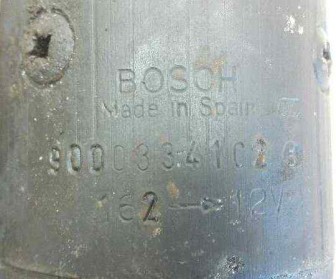 BOSCH
Made in Spain
9000334102
162 → 12V